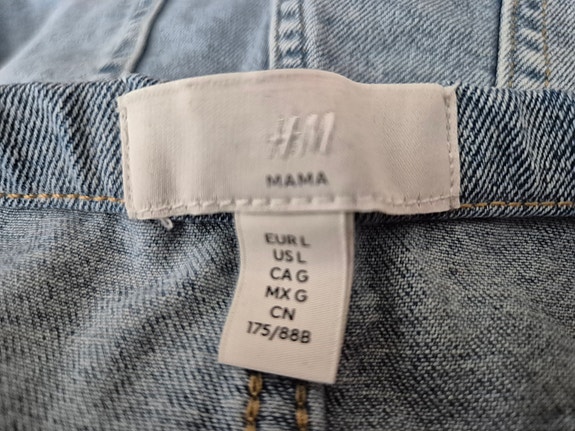 H&M
MAMA
EUR L
US L
CA G
MX G
CN
175/88B